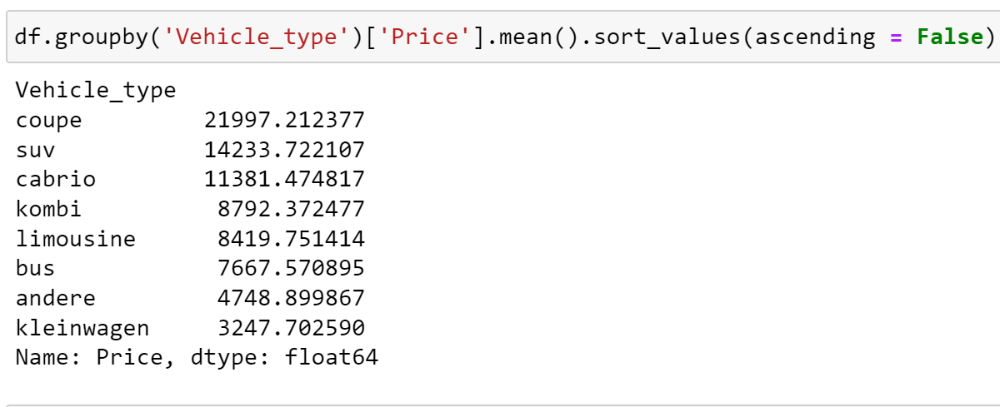 df.groupby('Vehicle_type')['Price'].mean().sort_values(ascending = False)
Vehicle_type
coupe         21997.212377
suv           14233.722107
cabrio        11381.474817
kombi          8792.372477
limousine      8419.751414
bus            7667.570895
andere         4748.899867
kleinwagen     3247.702590
Name: Price, dtype: float64